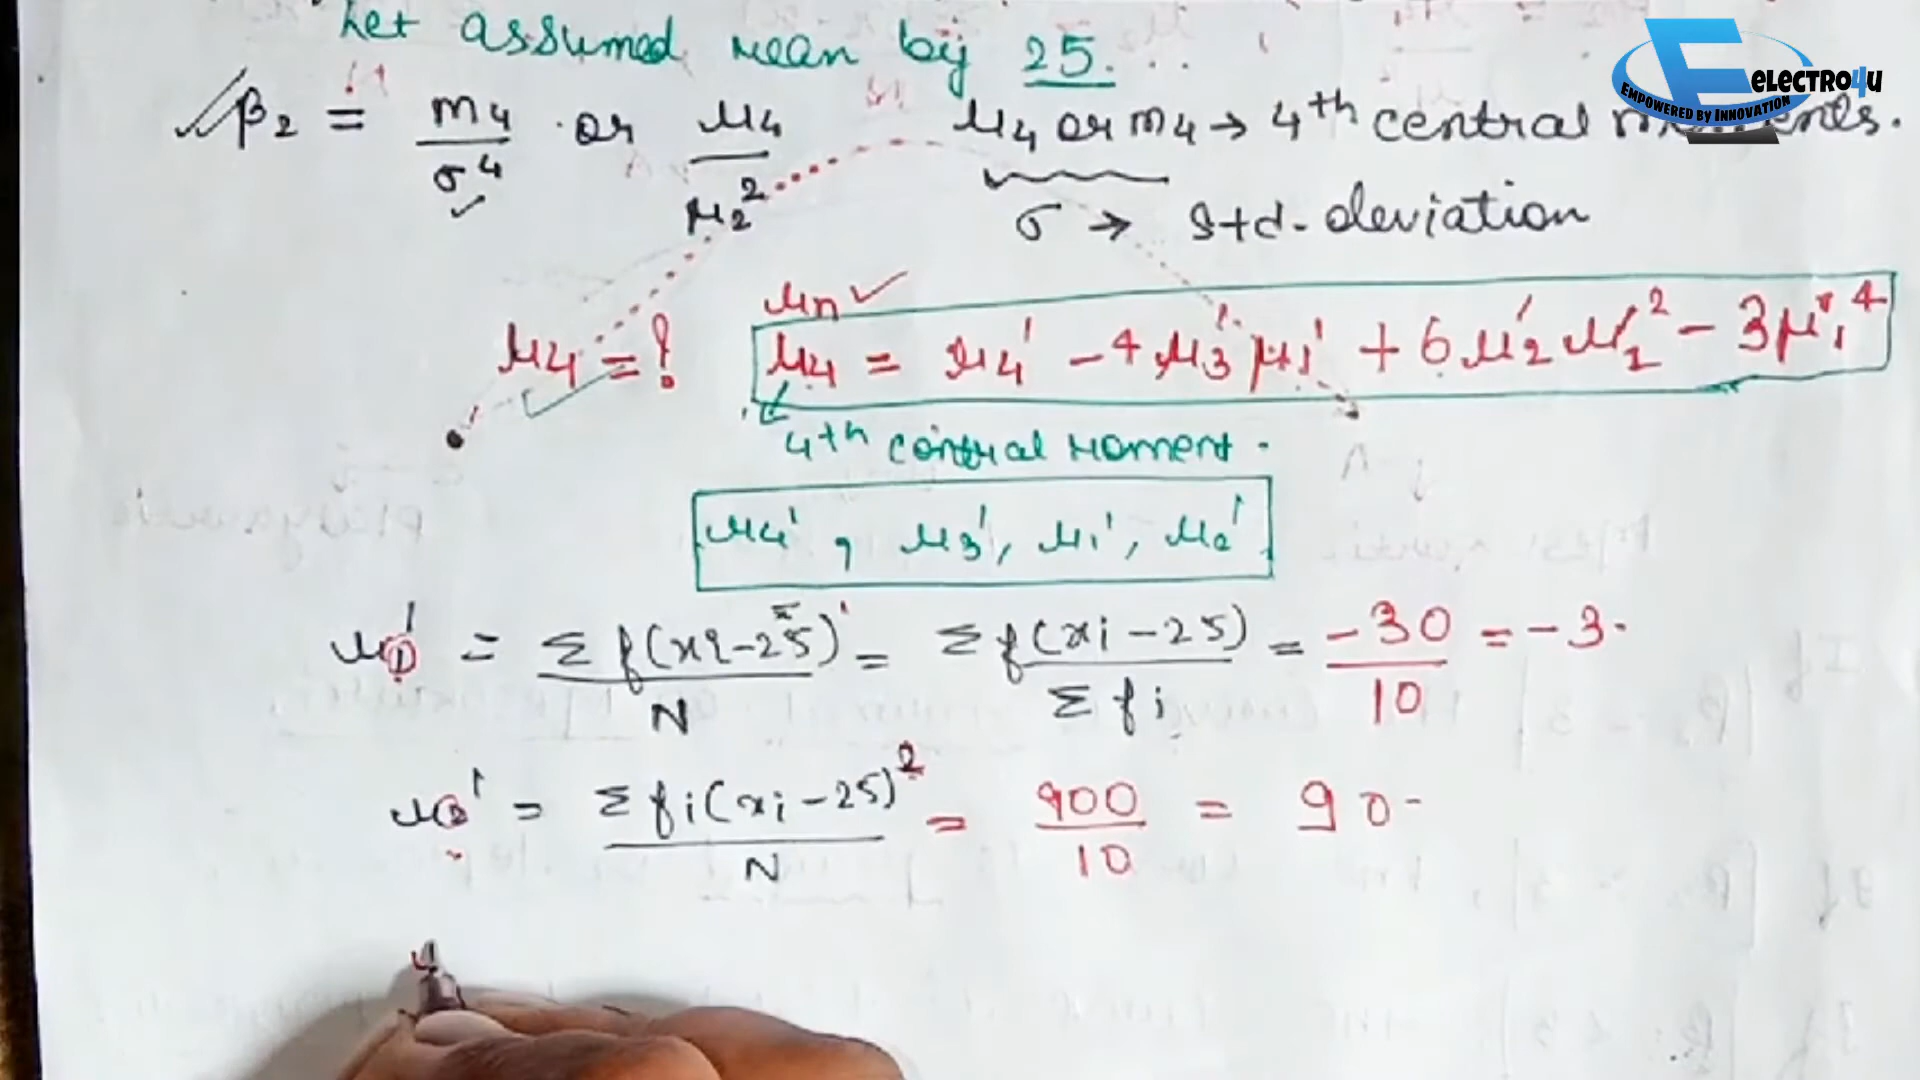 Let assumed mean by 25.
electro4u
EMPOWERED BY INNOVATION
β₂ = m₄/σ⁴ or μ₄/μ₂² μ₄ or m₄ → 4th central moments.
σ → Std. deviation
μn
μ₄ = ? μ₄ = μ₄' - 4μ₃'μ₁' + 6μ₂'μ₁'² - 3μ₁'⁴
4th central moment.
μ₄', μ₃', μ₁', μ₂'
μ₁' = Σf(xi-25)¹/N = Σf(xi-25)/Σfi = -30/10 = -3.
μ₂' = Σfi(xi-25)²/N = 900/10 = 90